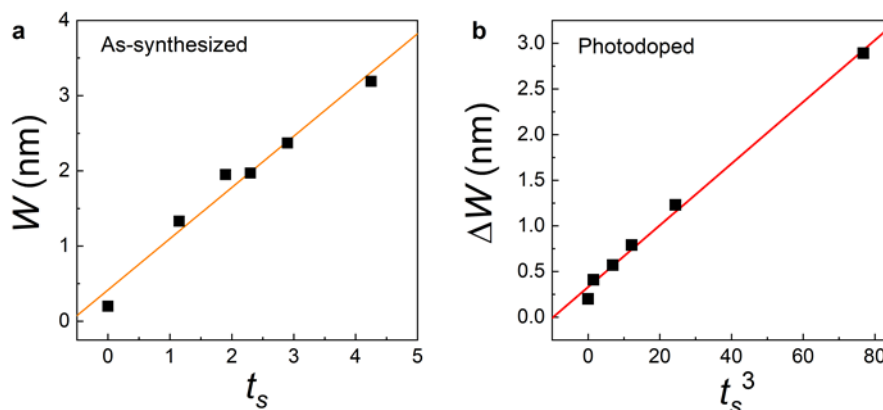 a
As-synthesized
W (nm)
4
3
2
1
0
0 1 2 3 4 5
tₛ
b
Photodoped
ΔW (nm)
3.0
2.5
2.0
1.5
1.0
0.5
0.0
0 20 40 60 80
tₛ³